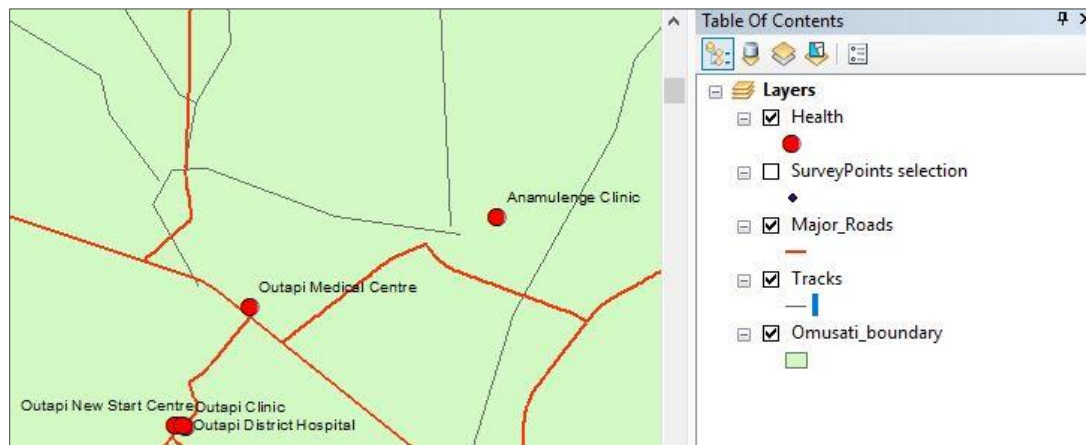 Anamulenge Clinic
Outapi Medical Centre
Outapi New Start Centre
Outapi Clinic
Outapi District Hospital
Table Of Contents
Layers
Health
SurveyPoints selection
Major_Roads
Tracks
Omusati_boundary